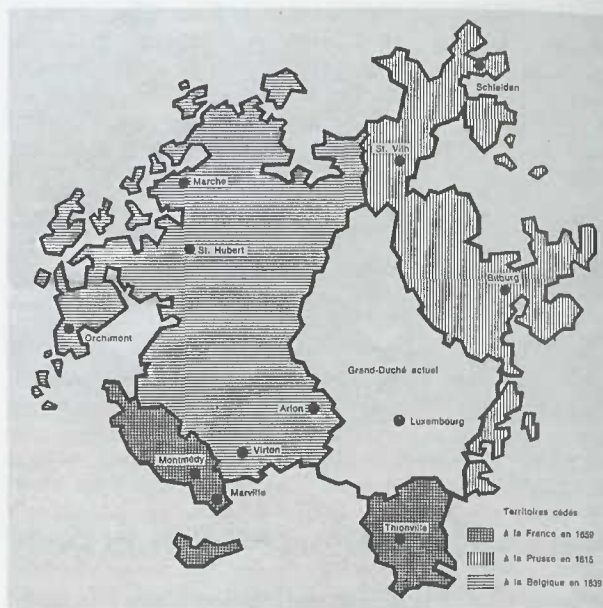 Schleiden
St. Vith
Marche
St. Hubert
Bitburg
Orchimont
Grand-Duché actuel
Arlon
Luxembourg
Virton
Montmédy
Marville
Thionville
Territoires cédés
à la France en 1659
à la Prusse en 1815
à la Belgique en 1839